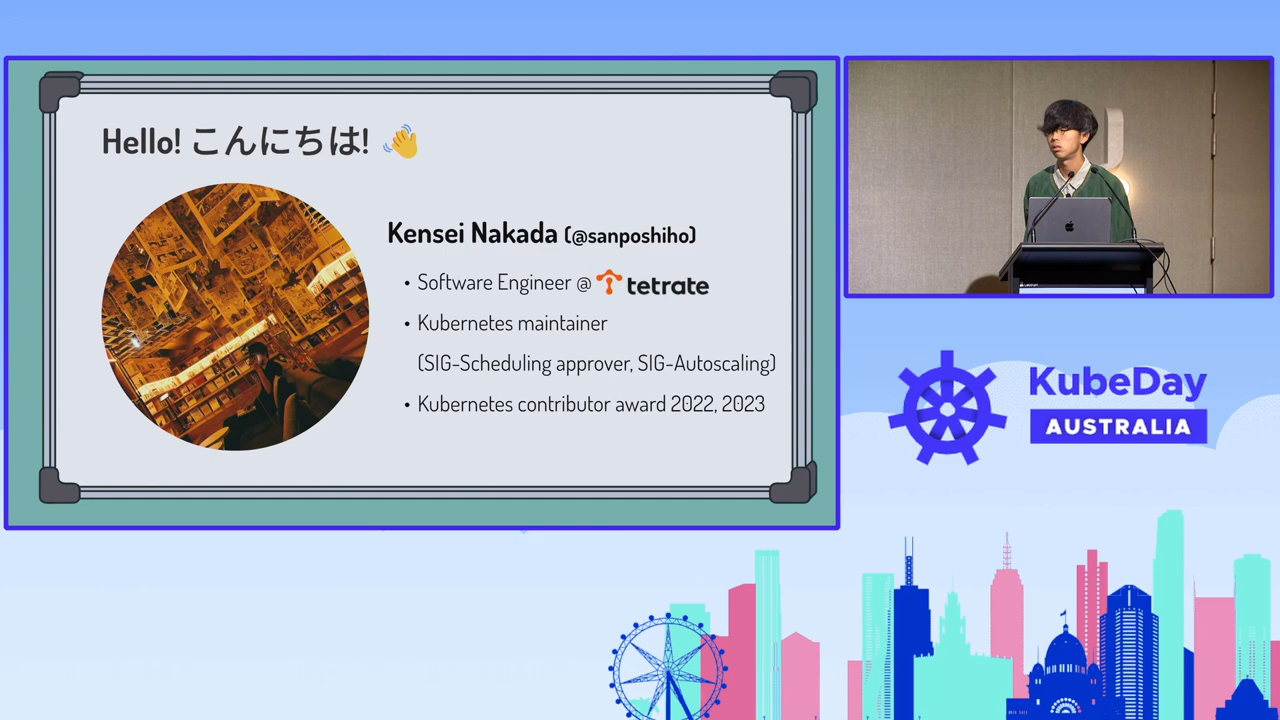 Hello! こんにちは! 👋
Kensei Nakada (@sanposhiho)
• Software Engineer @ tetrate
• Kubernetes maintainer
(SIG-Scheduling approver, SIG-Autoscaling)
• Kubernetes contributor award 2022, 2023
KubeDay
AUSTRALIA